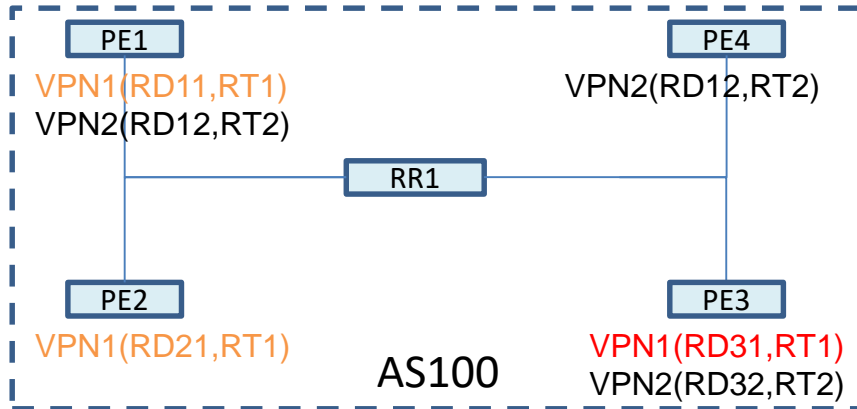 PE1
PE4
VPN1(RD11,RT1)
VPN2(RD12,RT2)
VPN2(RD12,RT2)
RR1
PE2
PE3
VPN1(RD21,RT1)
VPN1(RD31,RT1)
AS100
VPN2(RD32,RT2)